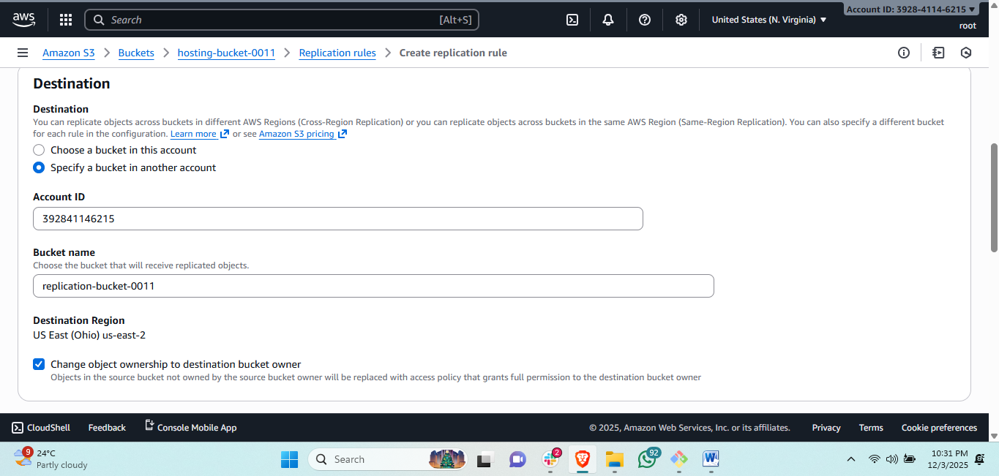 aws
Search [Alt+S]
United States (N. Virginia)
Account ID: 3928-4114-6215
root
Amazon S3 > Buckets > hosting-bucket-0011 > Replication rules > Create replication rule
Destination
Destination
You can replicate objects across buckets in different AWS Regions (Cross-Region Replication) or you can replicate objects across buckets in the same AWS Region (Same-Region Replication). You can also specify a different bucket
for each rule in the configuration. Learn more or see Amazon S3 pricing
Choose a bucket in this account
Specify a bucket in another account
Account ID
392841146215
Bucket name
Choose the bucket that will receive replicated objects.
replication-bucket-0011
Destination Region
US East (Ohio) us-east-2
Change object ownership to destination bucket owner
Objects in the source bucket not owned by the source bucket owner will be replaced with access policy that grants full permission to the destination bucket owner
CloudShell Feedback Console Mobile App © 2025, Amazon Web Services, Inc. or its affiliates. Privacy Terms Cookie preferences
9
24°C
Partly cloudy
Search
2
92
W
10:31 PM
12/3/2025